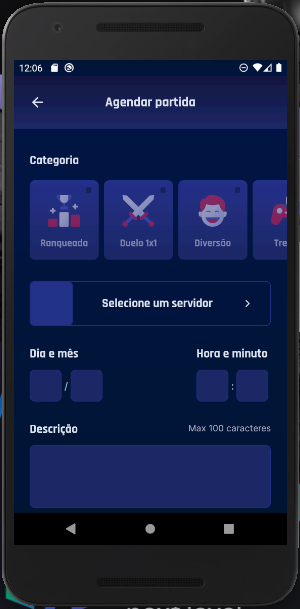 12:06
Agendar partida
Categoria
Ranqueada Duelo 1x1 Diversão Tre
Selecione um servidor
Dia e mês Hora e minuto
/ :
Descrição Max 100 caracteres